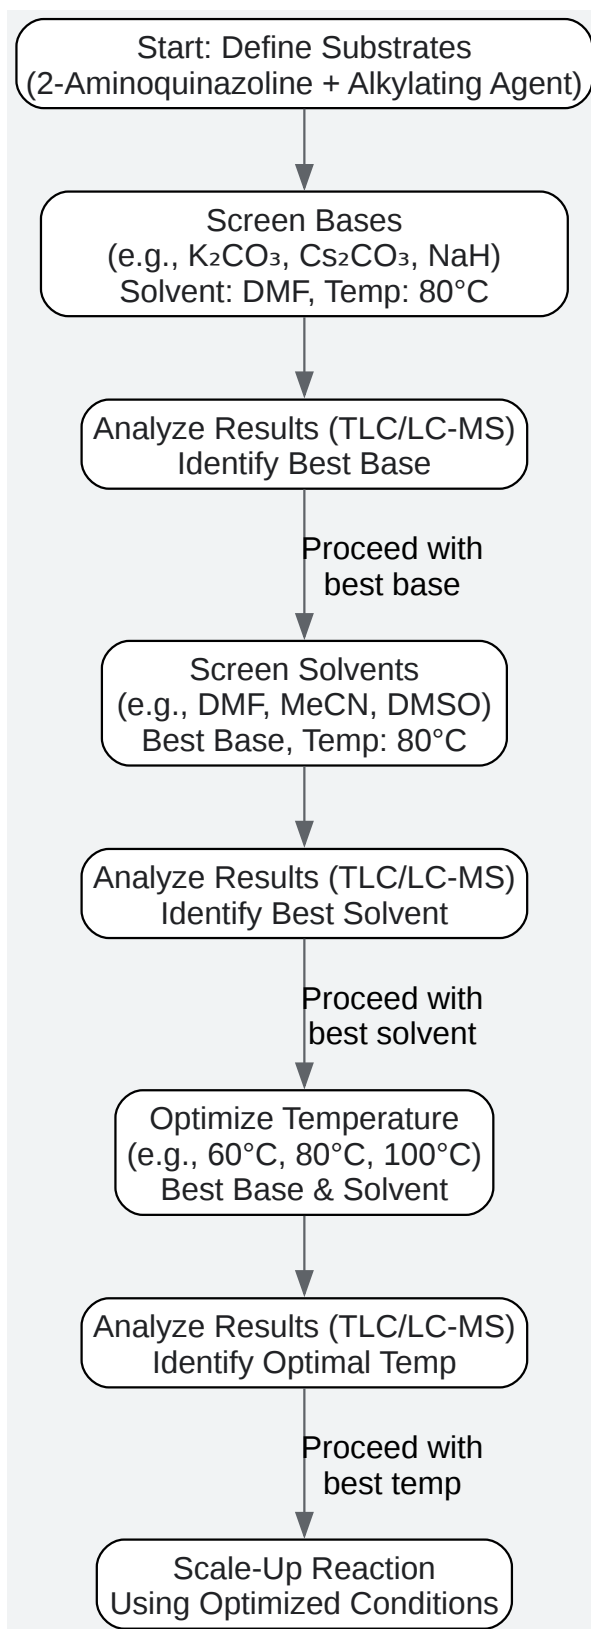 Start: Define Substrates
(2-Aminoquinazoline + Alkylating Agent)
Screen Bases
(e.g., K₂CO₃, Cs₂CO₃, NaH)
Solvent: DMF, Temp: 80°C
Analyze Results (TLC/LC-MS)
Identify Best Base
Proceed with
best base
Screen Solvents
(e.g., DMF, MeCN, DMSO)
Best Base, Temp: 80°C
Analyze Results (TLC/LC-MS)
Identify Best Solvent
Proceed with
best solvent
Optimize Temperature
(e.g., 60°C, 80°C, 100°C)
Best Base & Solvent
Analyze Results (TLC/LC-MS)
Identify Optimal Temp
Proceed with
best temp
Scale-Up Reaction
Using Optimized Conditions